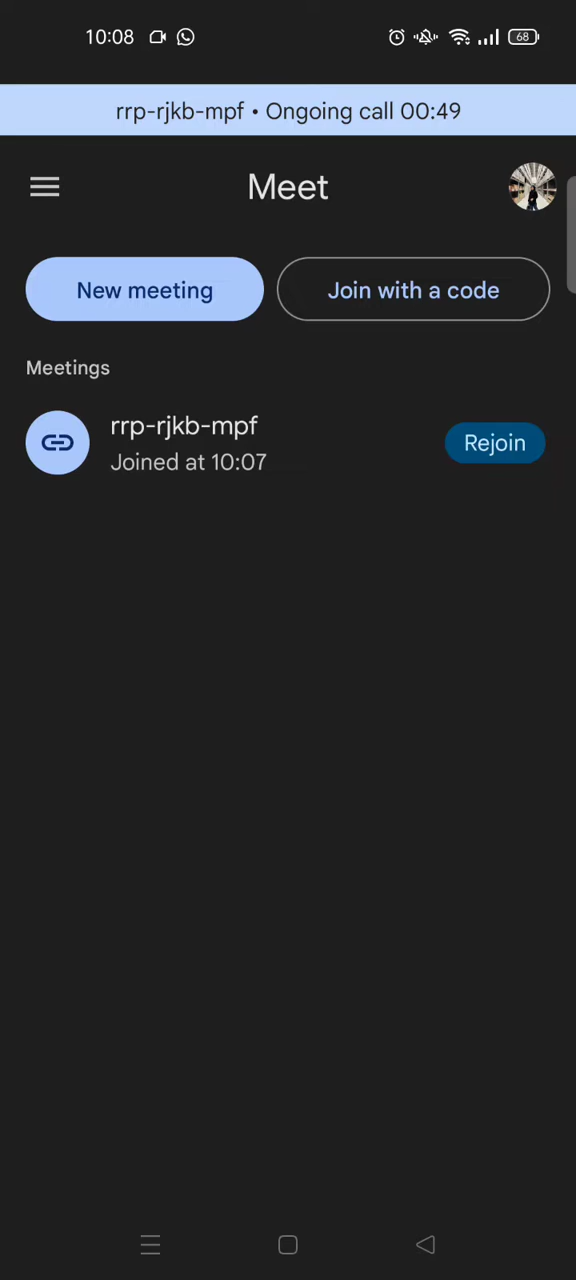 10:08
68
rrp-rjkb-mpf • Ongoing call 00:49
Meet
New meeting
Join with a code
Meetings
rrp-rjkb-mpf
Joined at 10:07
Rejoin